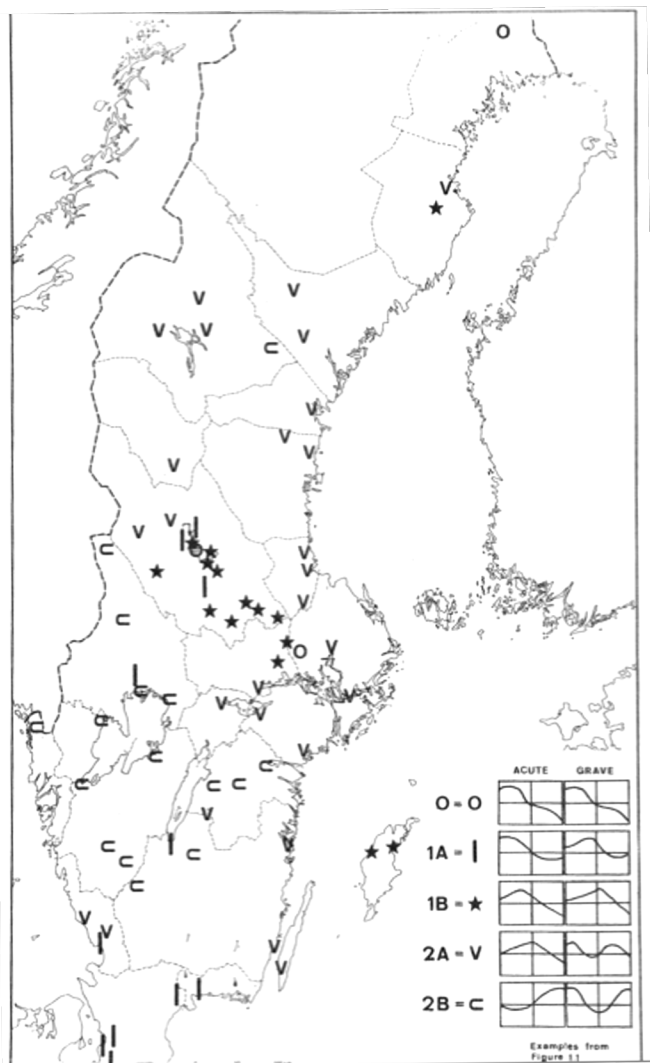 ACUTE GRAVE
O = O
1A = |
1B = ★
2A = V
2B = ⊂
Examples from
Figure 11